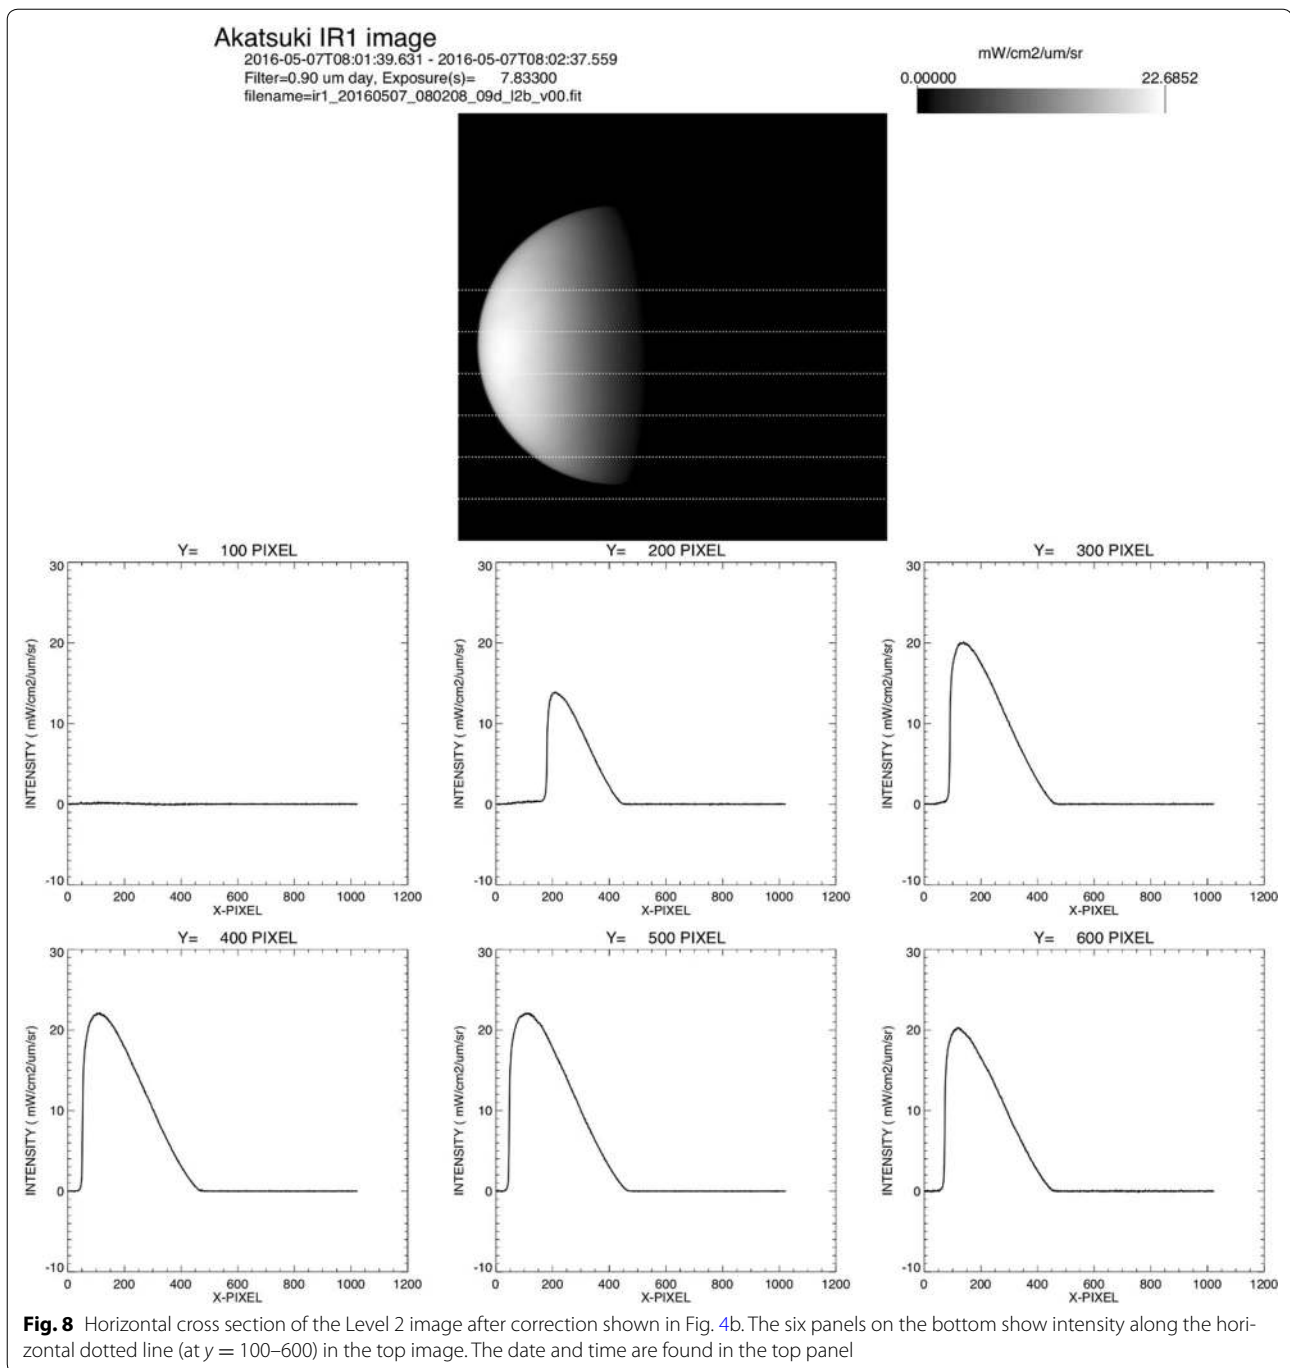 Akatsuki IR1 image
2016-05-07T08:01:39.631 - 2016-05-07T08:02:37.559
Filter=0.90 um day, Exposure(s)= 7.83300
filename=ir1_20160507_080208_09d_l2b_v00.fit
mW/cm2/um/sr
0.00000 22.6852
Y= 100 PIXEL
30
20
10
0
-10
INTENSITY ( mW/cm2/um/sr)
0 200 400 600 800 1000 1200
X-PIXEL
Y= 200 PIXEL
30
20
10
0
-10
INTENSITY ( mW/cm2/um/sr)
0 200 400 600 800 1000 1200
X-PIXEL
Y= 300 PIXEL
30
20
10
0
-10
INTENSITY ( mW/cm2/um/sr)
0 200 400 600 800 1000 1200
X-PIXEL
Y= 400 PIXEL
30
20
10
0
-10
INTENSITY ( mW/cm2/um/sr)
0 200 400 600 800 1000 1200
X-PIXEL
Y= 500 PIXEL
30
20
10
0
-10
INTENSITY ( mW/cm2/um/sr)
0 200 400 600 800 1000 1200
X-PIXEL
Y= 600 PIXEL
30
20
10
0
-10
INTENSITY ( mW/cm2/um/sr)
0 200 400 600 800 1000 1200
X-PIXEL
Fig. 8 Horizontal cross section of the Level 2 image after correction shown in Fig. 4b. The six panels on the bottom show intensity along the hori-
zontal dotted line (at y = 100–600) in the top image. The date and time are found in the top panel